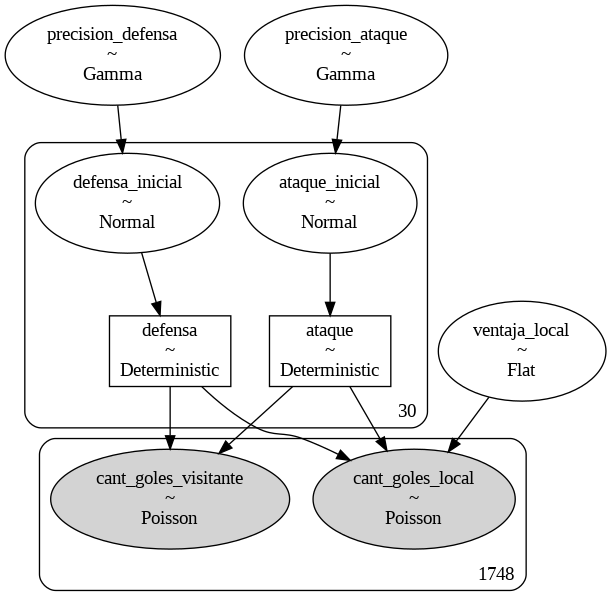 precision_defensa
~
Gamma
precision_ataque
~
Gamma
defensa_inicial
~
Normal
ataque_inicial
~
Normal
defensa
~
Deterministic
ataque
~
Deterministic
ventaja_local
~
Flat
30
cant_goles_visitante
~
Poisson
cant_goles_local
~
Poisson
1748